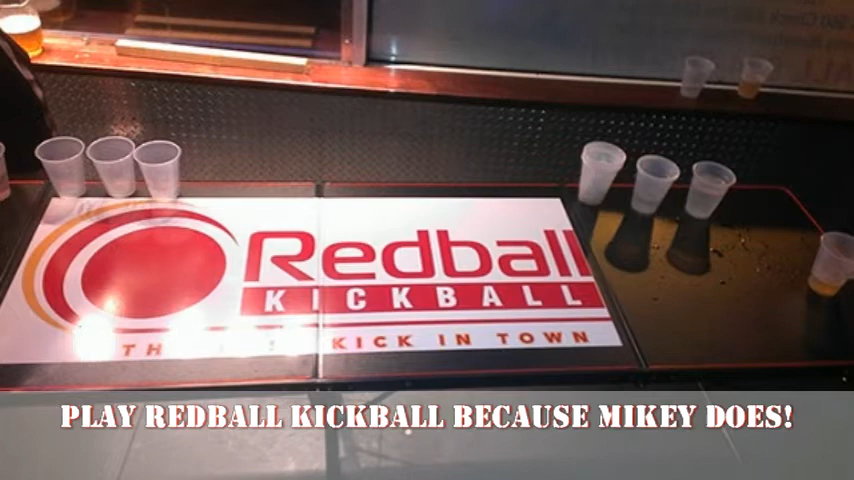 Redball
KICKBALL
KICK IN TOWN
PLAY REDBALL KICKBALL BECAUSE MIKEY DOES!